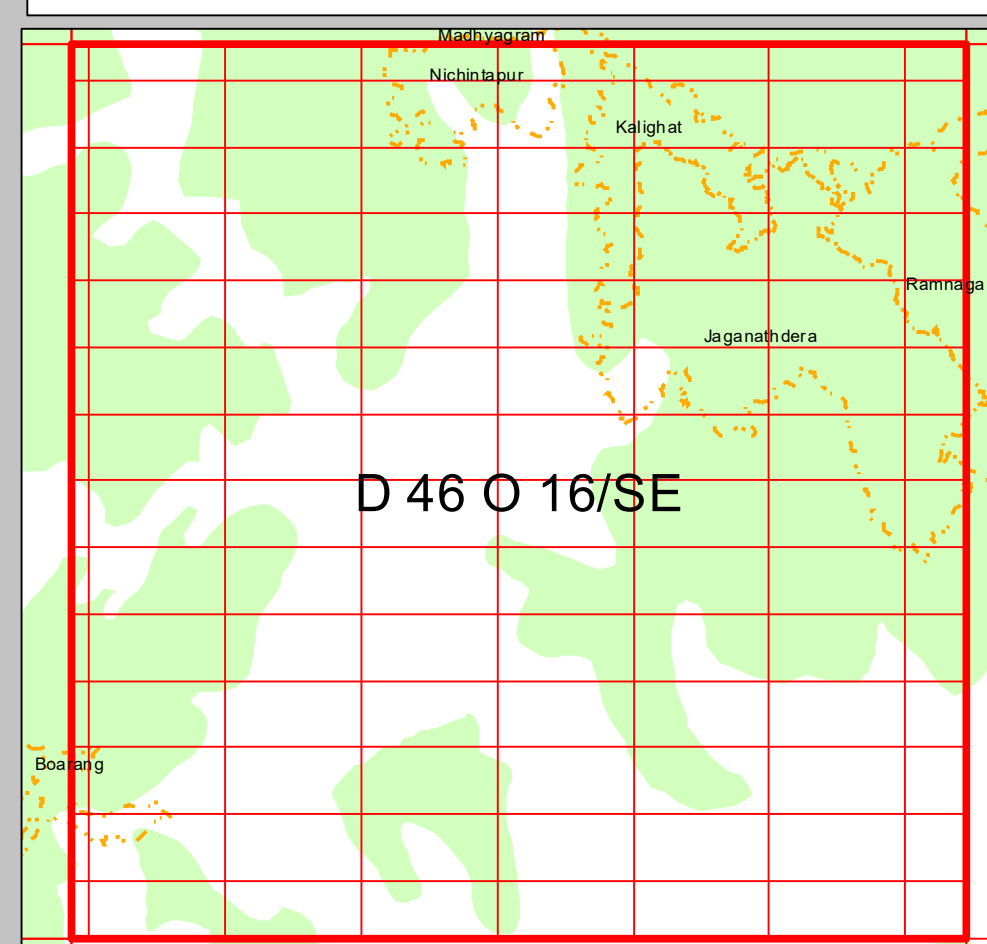 Madhyagram
Nichintapur
Kalighat
Ramnaga
Jaganathdera
D 46 O 16/SE
Boarang